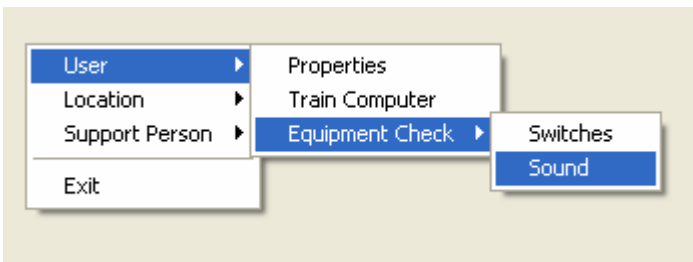 User
Location
Support Person
Exit
Properties
Train Computer
Equipment Check
Switches
Sound